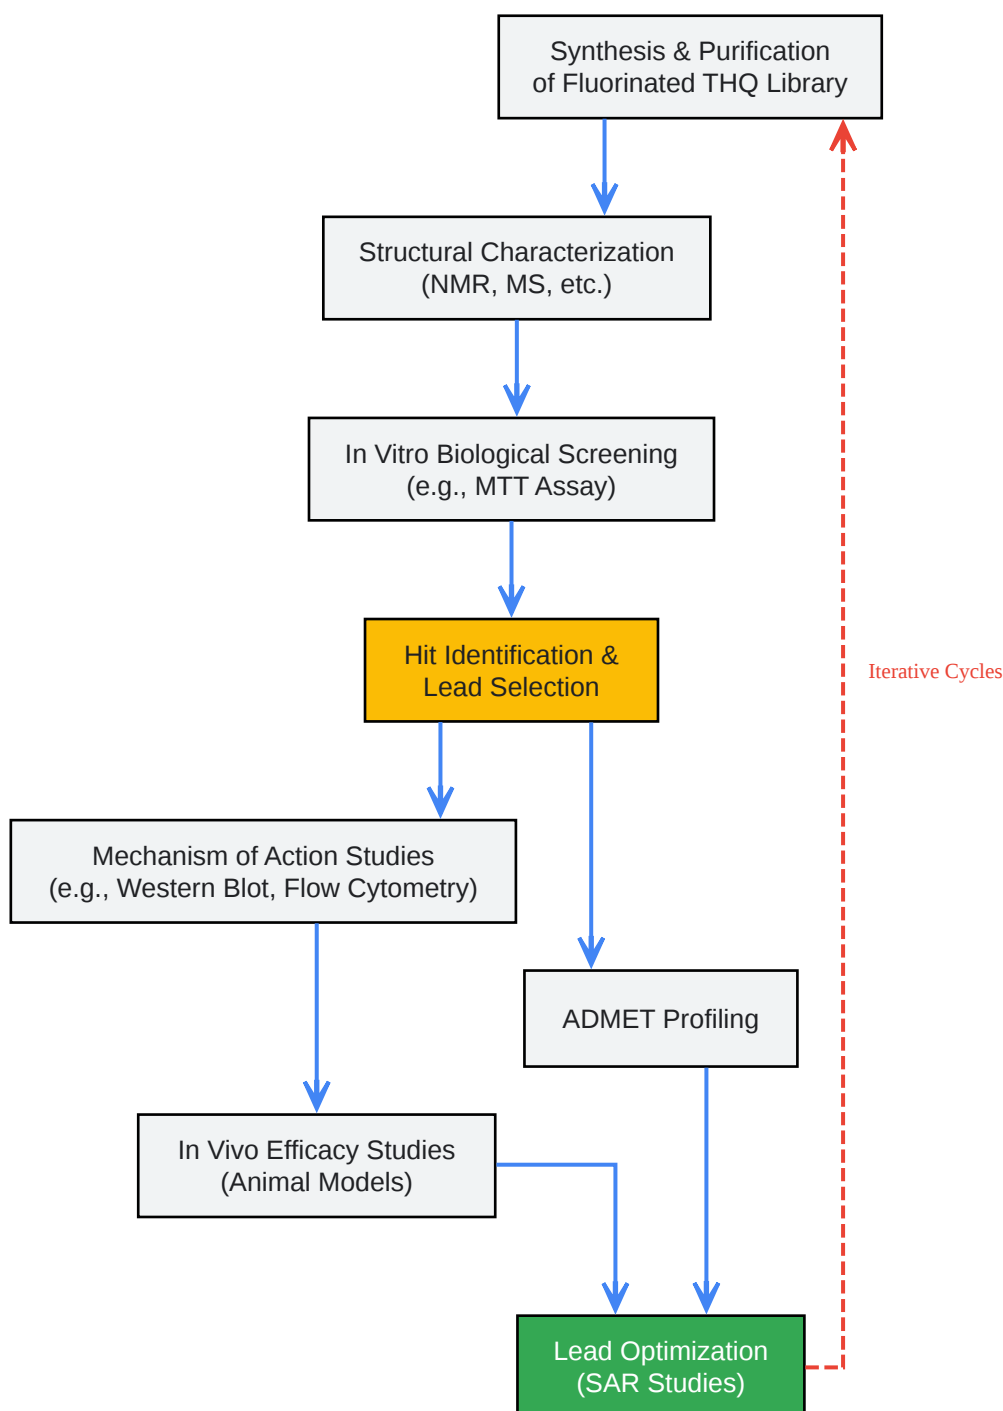 Synthesis & Purification
of Fluorinated THQ Library
Structural Characterization
(NMR, MS, etc.)
In Vitro Biological Screening
(e.g., MTT Assay)
Hit Identification &
Lead Selection
Iterative Cycles
Mechanism of Action Studies
(e.g., Western Blot, Flow Cytometry)
ADMET Profiling
In Vivo Efficacy Studies
(Animal Models)
Lead Optimization
(SAR Studies)